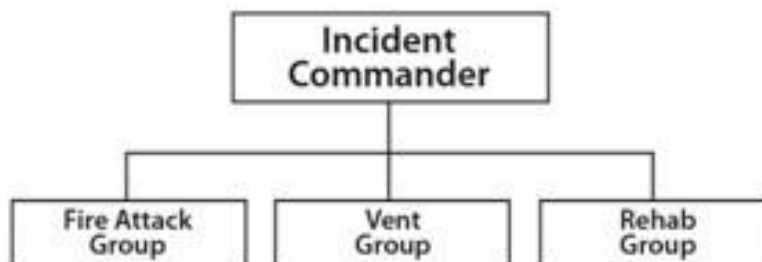 Incident
Commander
Fire Attack
Group
Vent
Group
Rehab
Group